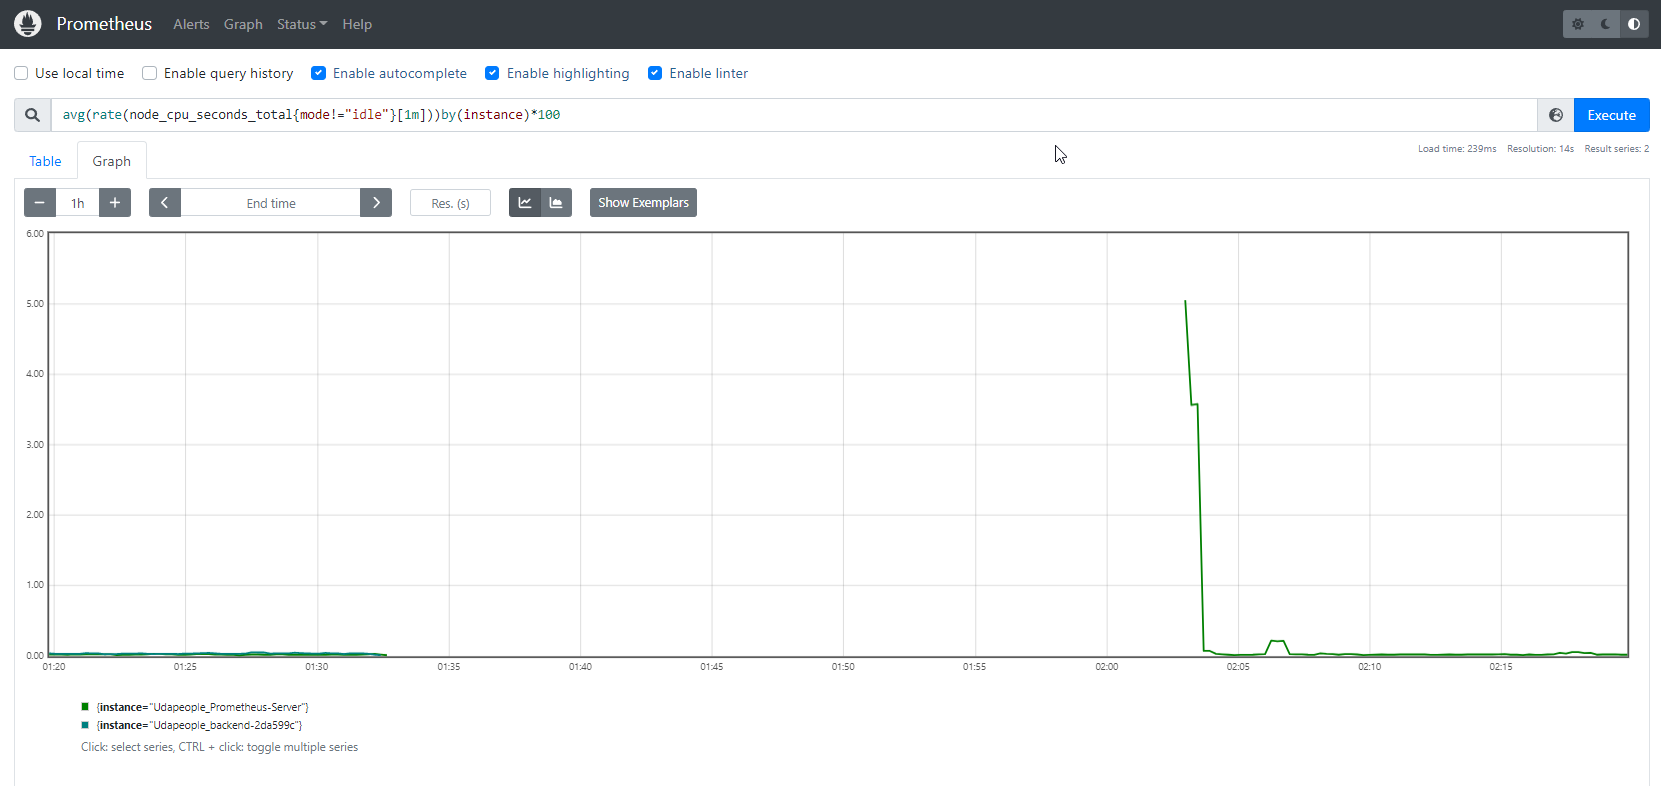 Prometheus Alerts Graph Status Help
Use local time Enable query history Enable autocomplete Enable highlighting Enable linter
avg(rate(node_cpu_seconds_total{mode!="idle"}[1m]))by(instance)*100 Execute
Load time: 239ms Resolution: 14s Result series: 2
Table Graph
− 1h + End time Res. (s) Show Exemplars
6.00
5.00
4.00
3.00
2.00
1.00
0.00
01:20 01:25 01:30 01:35 01:40 01:45 01:50 01:55 02:00 02:05 02:10 02:15
{instance="Udapeople_Prometheus-Server"}
{instance="Udapeople_backend-2da599c"}
Click: select series, CTRL + click: toggle multiple series